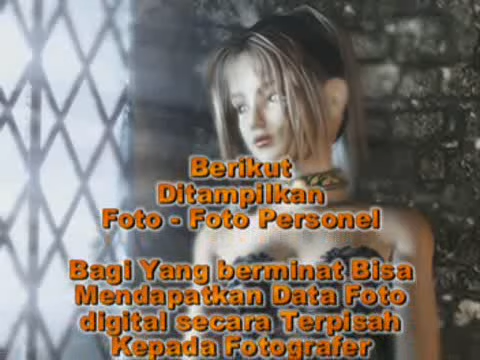 Berikut
Ditampilkan
Foto - Foto Personel
Bagi Yang berminat Bisa
Mendapatkan Data Foto
digital secara Terpisah
Kepada Fotografer